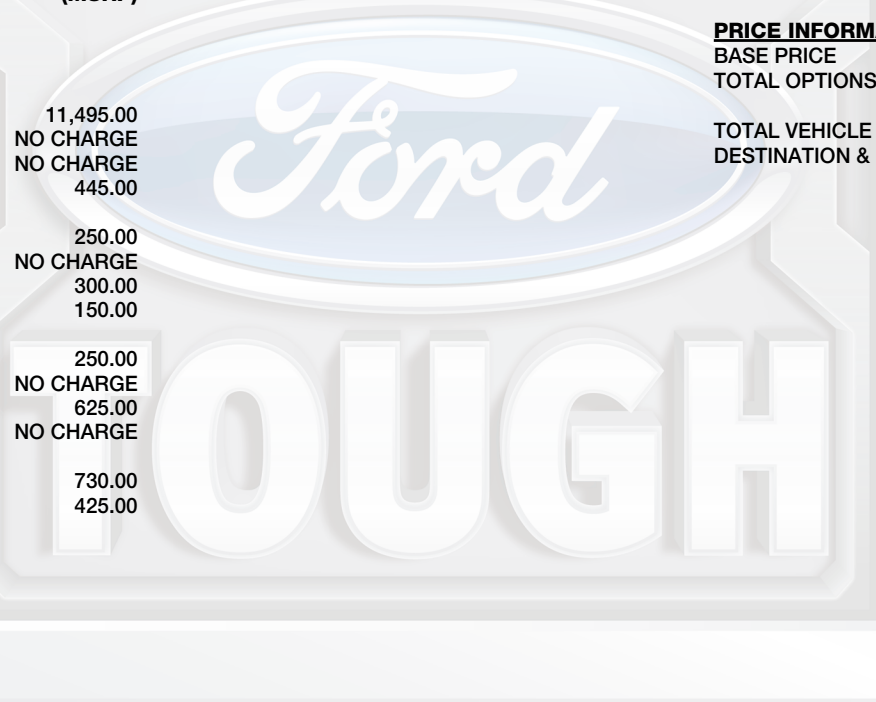 11,495.00
NO CHARGE
NO CHARGE
445.00
250.00
NO CHARGE
300.00
150.00
250.00
NO CHARGE
625.00
NO CHARGE
730.00
425.00
PRICE
BASE PRICE
TOTAL OPTIONS
TOTAL VEHICLE
DESTINATION &
Ford
TOUGH